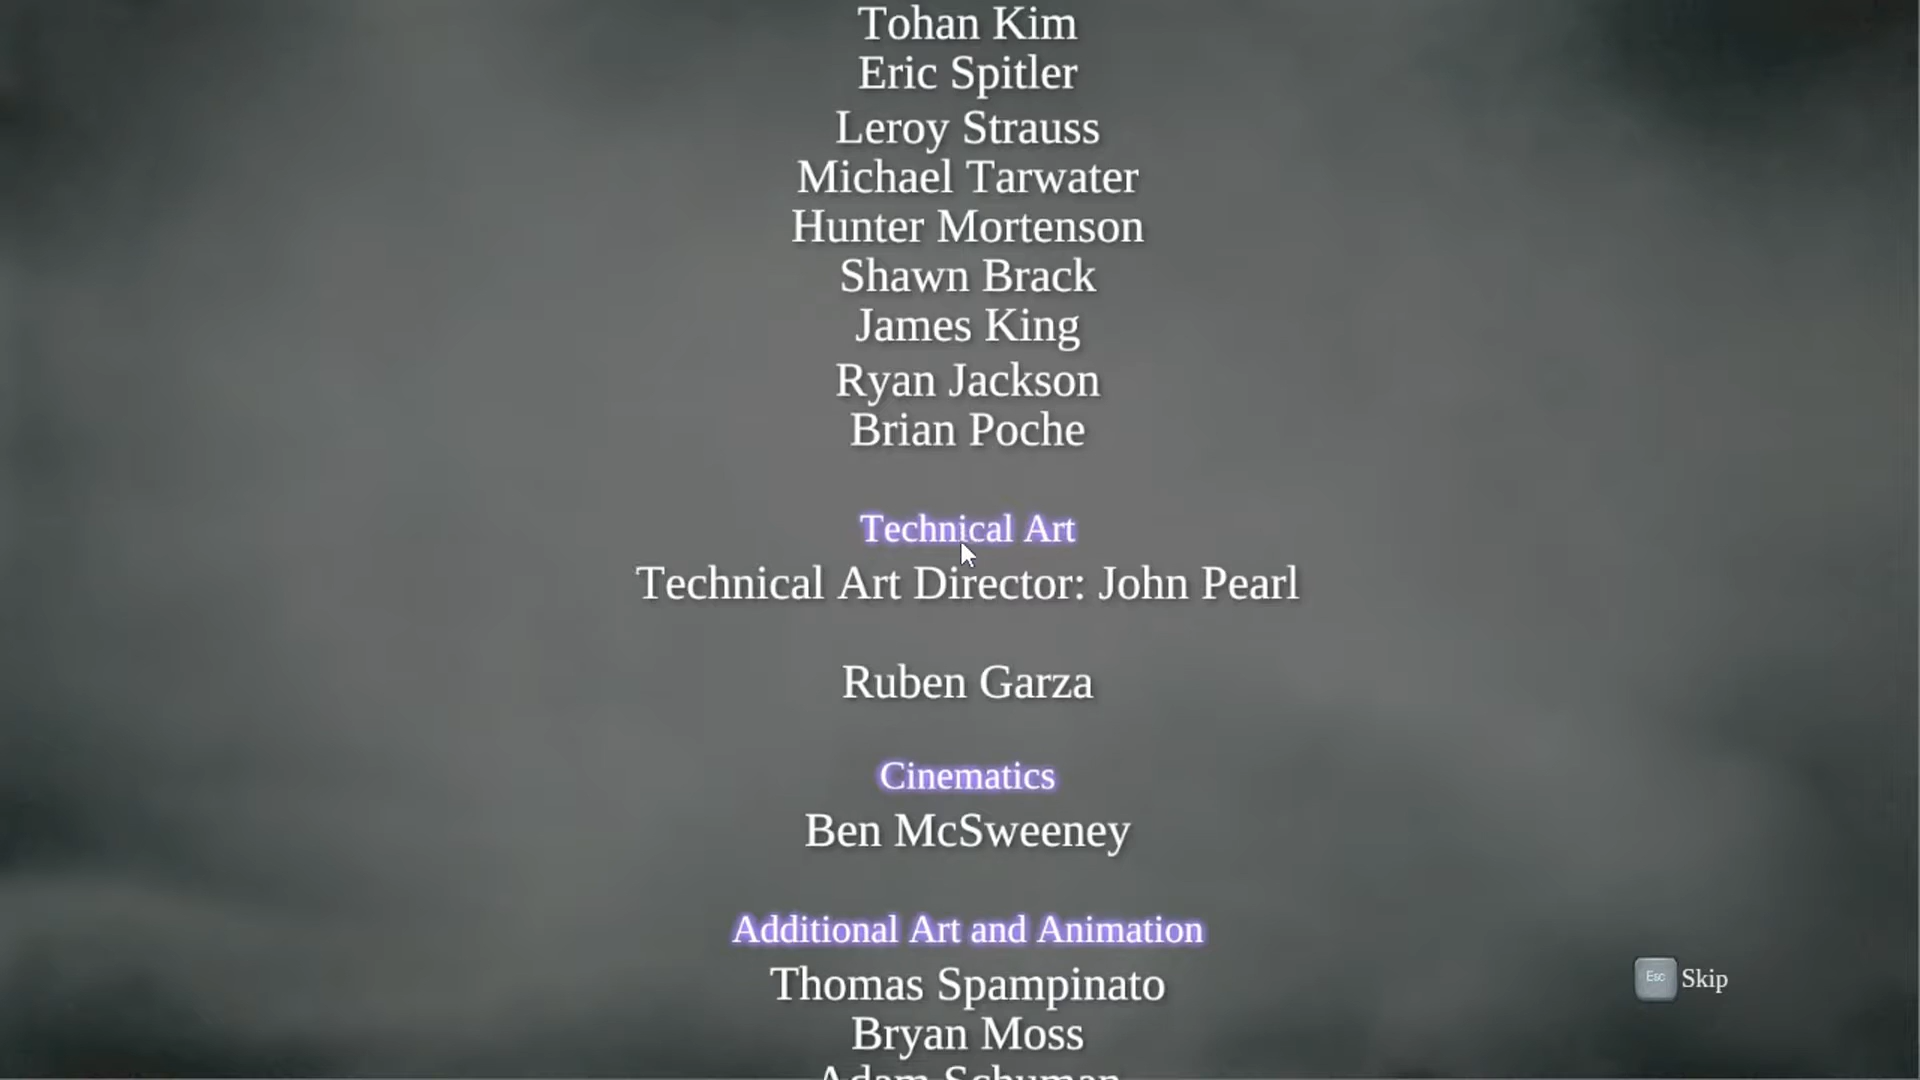 Tohan Kim
Eric Spitler
Leroy Strauss
Michael Tarwater
Hunter Mortenson
Shawn Brack
James King
Ryan Jackson
Brian Poche
Technical Art
Technical Art Director: John Pearl
Ruben Garza
Cinematics
Ben McSweeney
Additional Art and Animation
Thomas Spampinato
Esc Skip
Bryan Moss
Adam Schuman